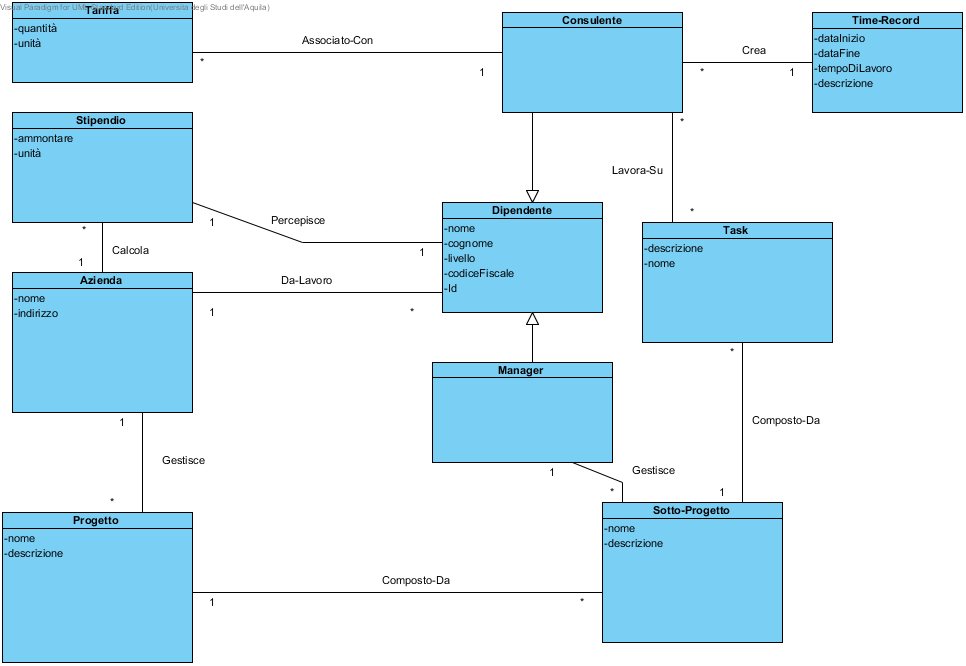 Visual Paradigm for UML Standard Edition(Universita degli Studi dell'Aquila)
Tariffa
-quantità
-unità
Associato-Con
*
1
Consulente
Crea
*
1
Time-Record
-dataInizio
-dataFine
-tempoDiLavoro
-descrizione
Stipendio
-ammontare
-unità
*
Lavora-Su
*
Percepisce
1
1
Dipendente
-nome
-cognome
-livello
-codiceFiscale
-Id
Task
-descrizione
-nome
*
Calcola
1
Azienda
-nome
-indirizzo
Da-Lavoro
1
*
Manager
*
Composto-Da
1
1
Gestisce
*
1
Gestisce
*
Progetto
-nome
-descrizione
Sotto-Progetto
-nome
-descrizione
Composto-Da
1
*